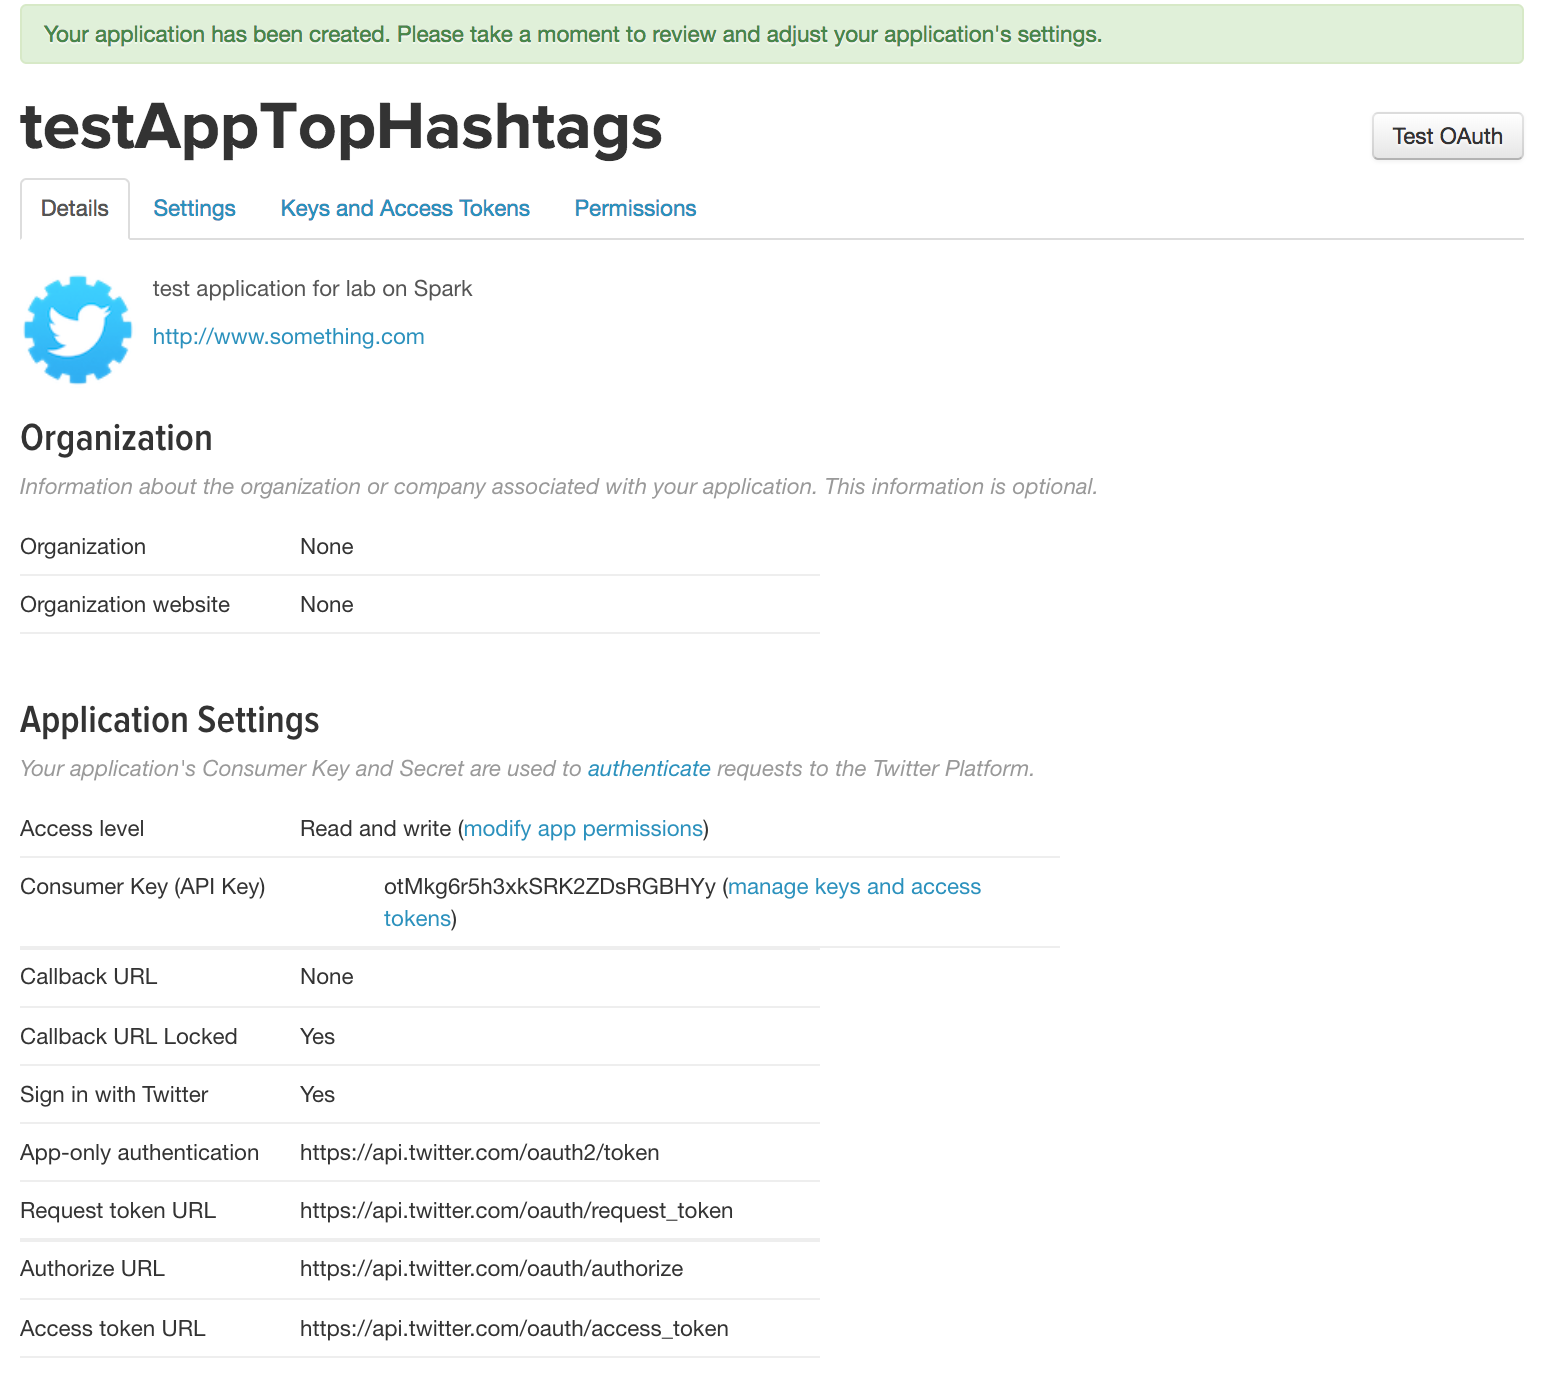 Your application has been created. Please take a moment to review and adjust your application's settings.
testAppTopHashtags
Test OAuth
Details Settings Keys and Access Tokens Permissions
test application for lab on Spark
http://www.something.com
Organization
Information about the organization or company associated with your application. This information is optional.
Organization None
Organization website None
Application Settings
Your application's Consumer Key and Secret are used to authenticate requests to the Twitter Platform.
Access level Read and write (modify app permissions)
Consumer Key (API Key) otMkg6r5h3xkSRK2ZDsRGBHYy (manage keys and access
tokens)
Callback URL None
Callback URL Locked Yes
Sign in with Twitter Yes
App-only authentication https://api.twitter.com/oauth2/token
Request token URL https://api.twitter.com/oauth/request_token
Authorize URL https://api.twitter.com/oauth/authorize
Access token URL https://api.twitter.com/oauth/access_token